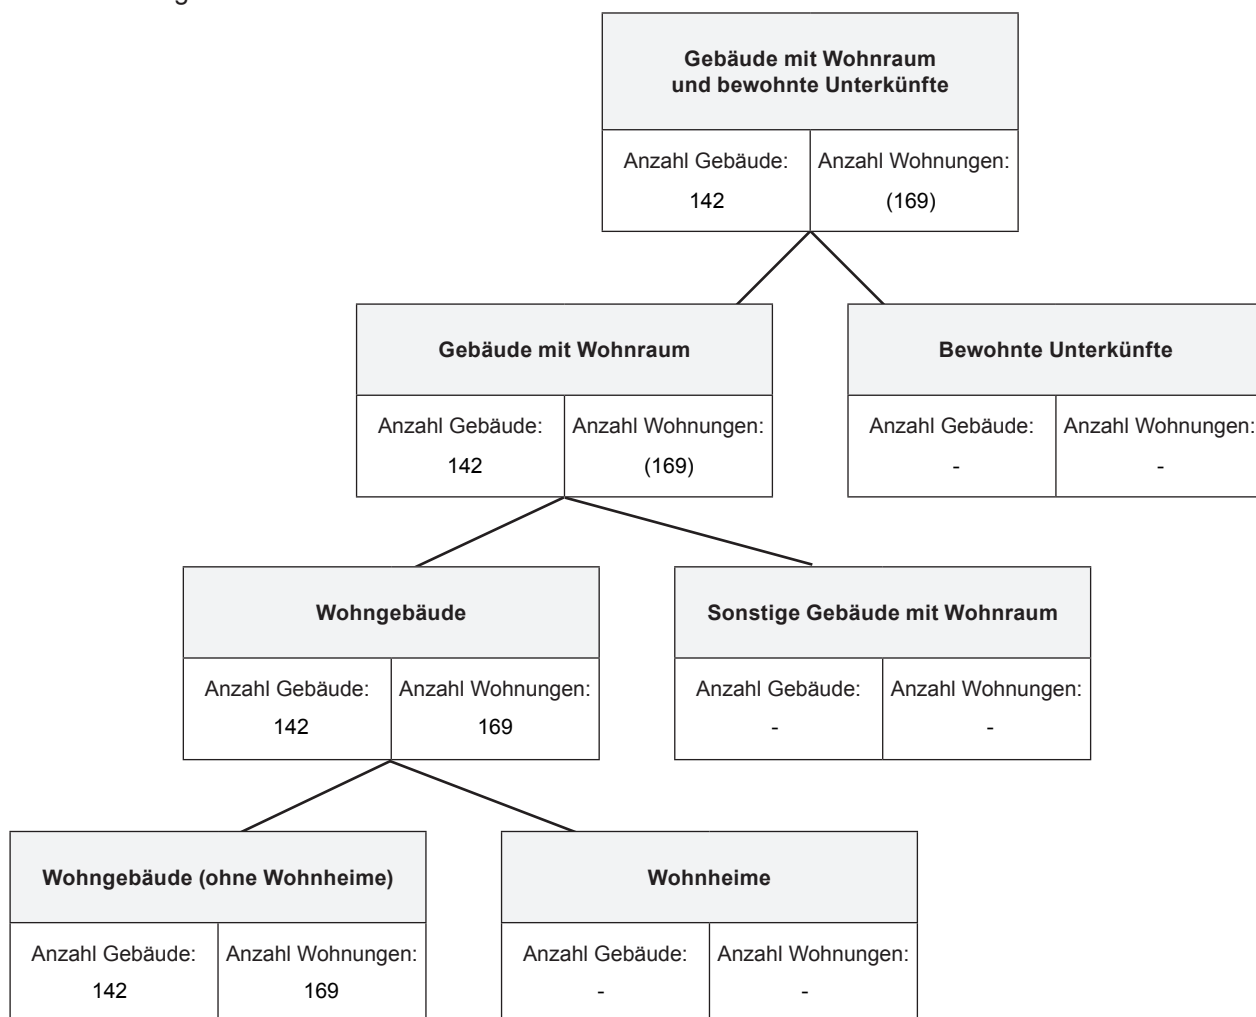 Gebäude mit Wohnraum
und bewohnte Unterkünfte
Anzahl Gebäude: Anzahl Wohnungen:
142 (169)
Gebäude mit Wohnraum
Anzahl Gebäude: Anzahl Wohnungen:
142 (169)
Bewohnte Unterkünfte
Anzahl Gebäude: Anzahl Wohnungen:
- -
Wohngebäude
Anzahl Gebäude: Anzahl Wohnungen:
142 169
Sonstige Gebäude mit Wohnraum
Anzahl Gebäude: Anzahl Wohnungen:
- -
Wohngebäude (ohne Wohnheime)
Anzahl Gebäude: Anzahl Wohnungen:
142 169
Wohnheime
Anzahl Gebäude: Anzahl Wohnungen:
- -